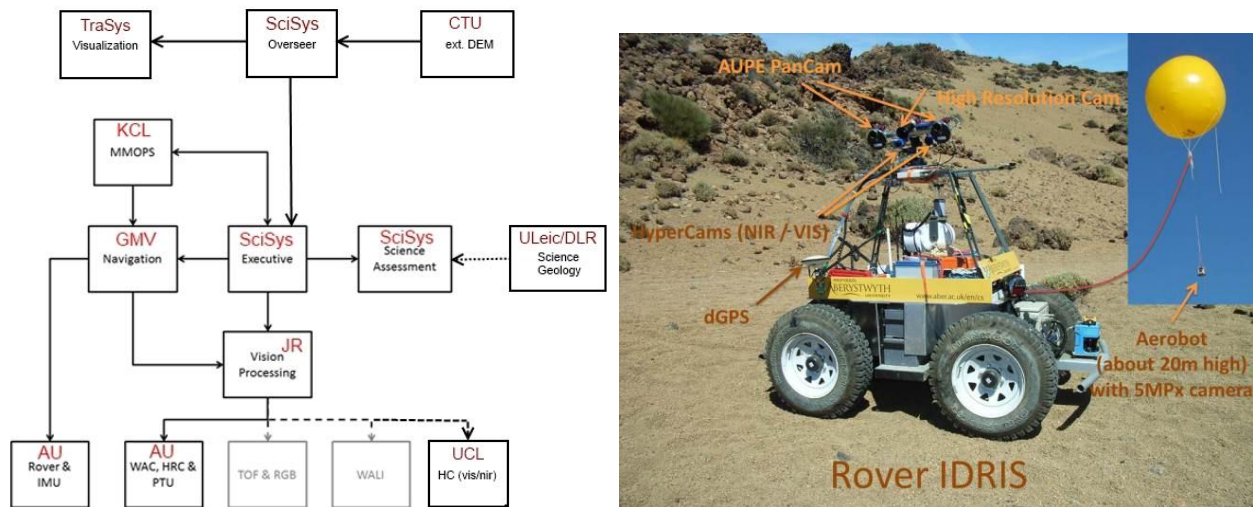 TraSys
Visualization
SciSys
Overseer
CTU
ext. DEM
KCL
MMOPS
GMV
Navigation
SciSys
Executive
SciSys
Science
Assessment
ULeic/DLR
Science
Geology
JR
Vision
Processing
AU
Rover &
IMU
AU
WAC, HRC &
PTU
TOF & RGB
WALI
UCL
HC (vis/nir)
AUPE PanCam
High Resolution Cam
HyperCams (NIR / VIS)
dGPS
ABERYSTWYTH
UNIVERSITY
www.aber.ac.uk/en/cs
Aerobot
(about 20m high)
with 5MPx camera
Rover IDRIS